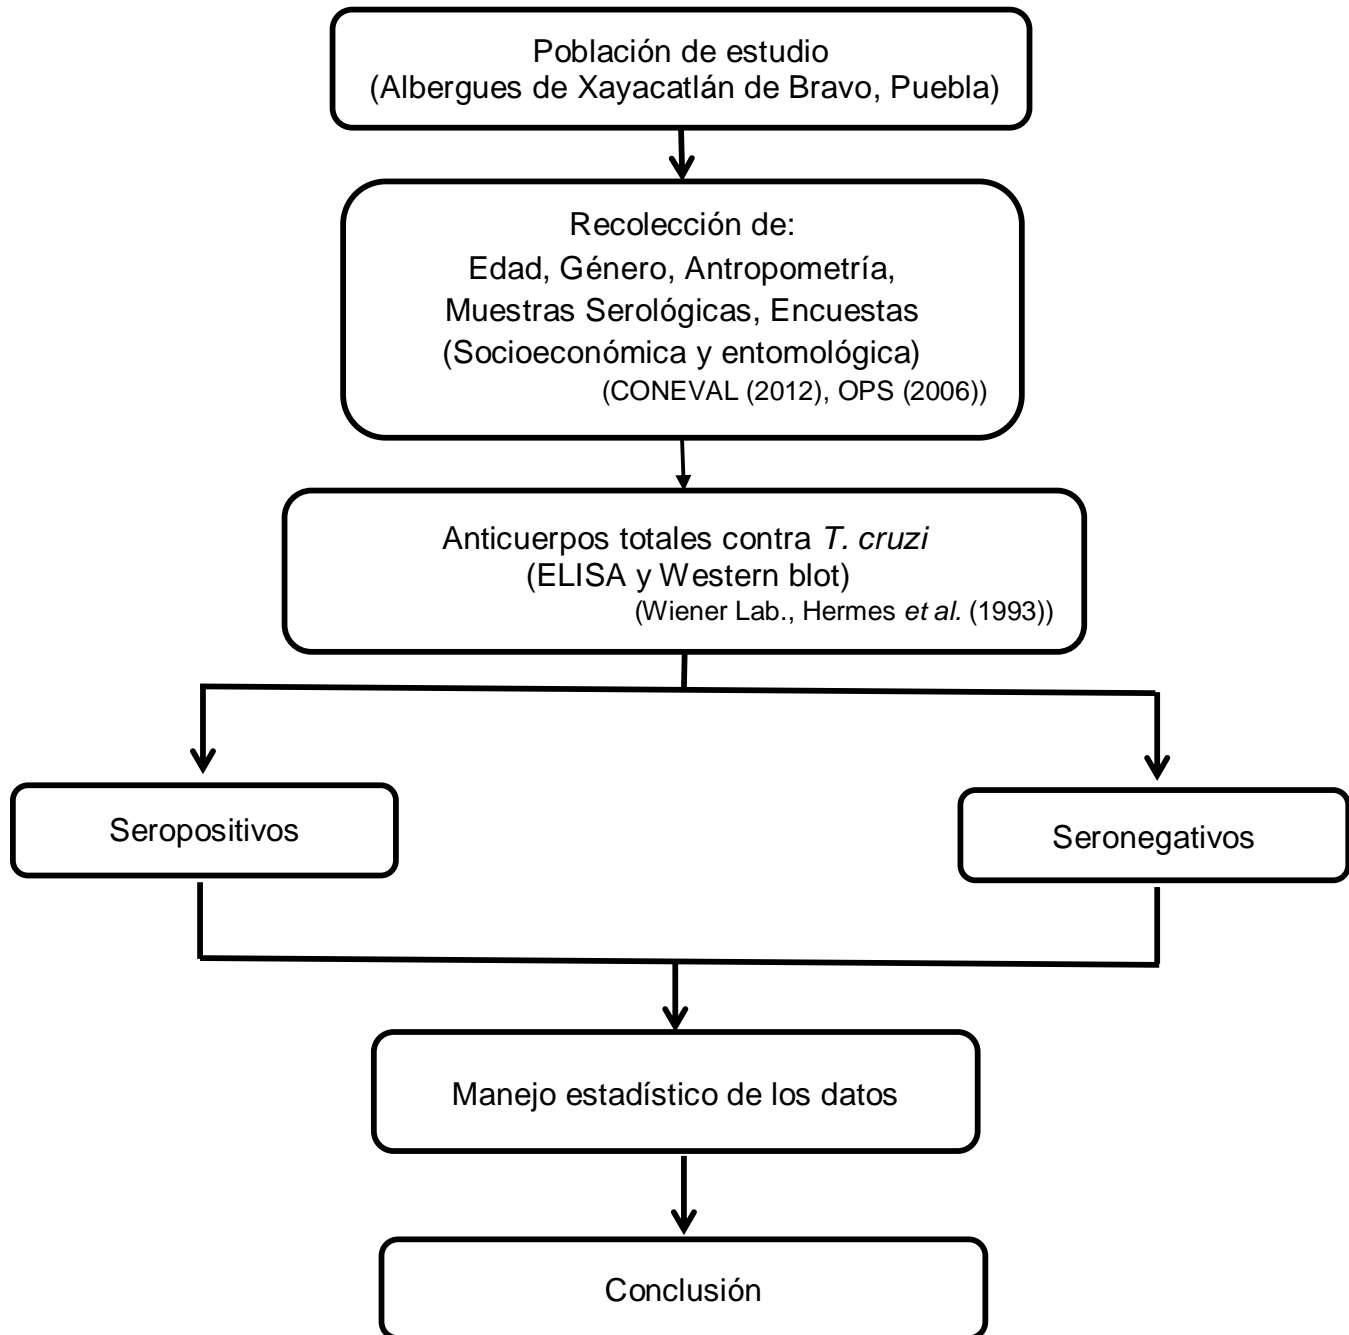 Población de estudio
(Albergues de Xayacatlán de Bravo, Puebla)
Recolección de:
Edad, Género, Antropometría,
Muestras Serológicas, Encuestas
(Socioeconómica y entomológica)
(CONEVAL (2012), OPS (2006))
Anticuerpos totales contra T. cruzi
(ELISA y Western blot)
(Wiener Lab., Hermes et al. (1993))
Seropositivos
Seronegativos
Manejo estadístico de los datos
Conclusión